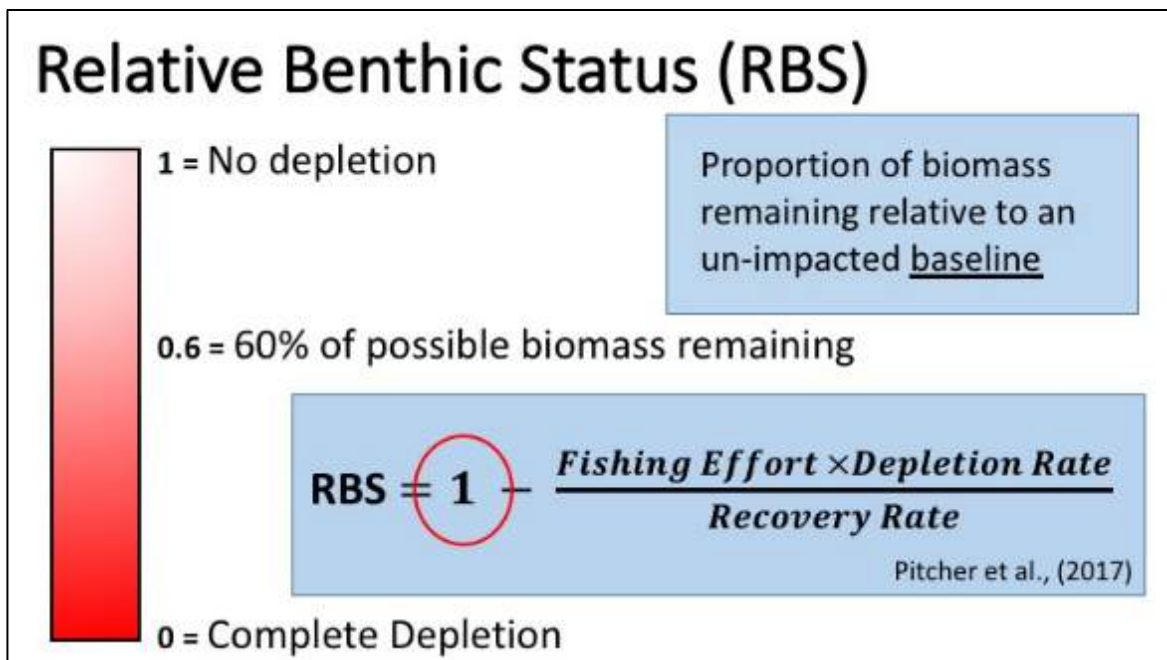 Relative Benthic Status (RBS)
1 = No depletion
Proportion of biomass
remaining relative to an
un-impacted baseline
0.6 = 60% of possible biomass remaining
RBS = 1 − Fishing Effort ×Depletion Rate
Recovery Rate
Pitcher et al., (2017)
0 = Complete Depletion